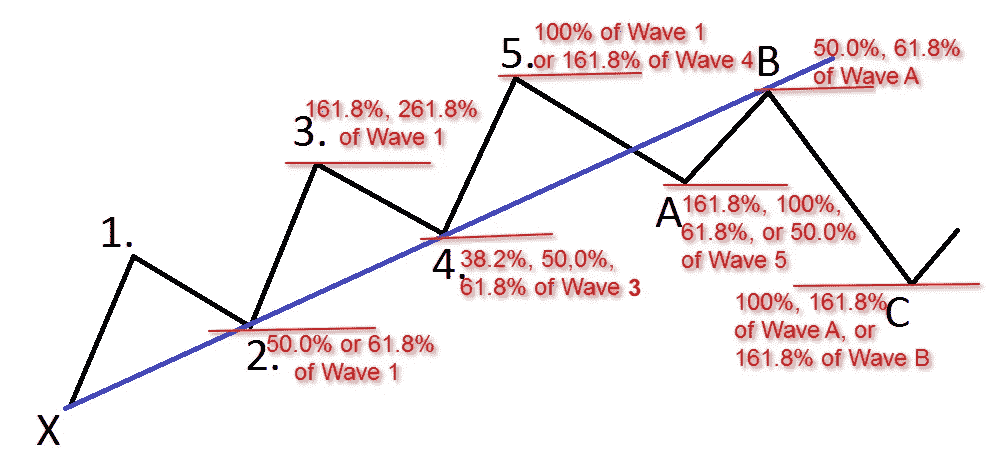 X
1.
2.
50.0% or 61.8%
of Wave 1
3.
161.8%, 261.8%
of Wave 1
4.
38.2%, 50,0%,
61.8% of Wave 3
5.
100% of Wave 1
or 161.8% of Wave 4
A
161.8%, 100%,
61.8%, or 50.0%
of Wave 5
B
50.0%, 61.8%
of Wave A
C
100%, 161.8%
of Wave A, or
161.8% of Wave B